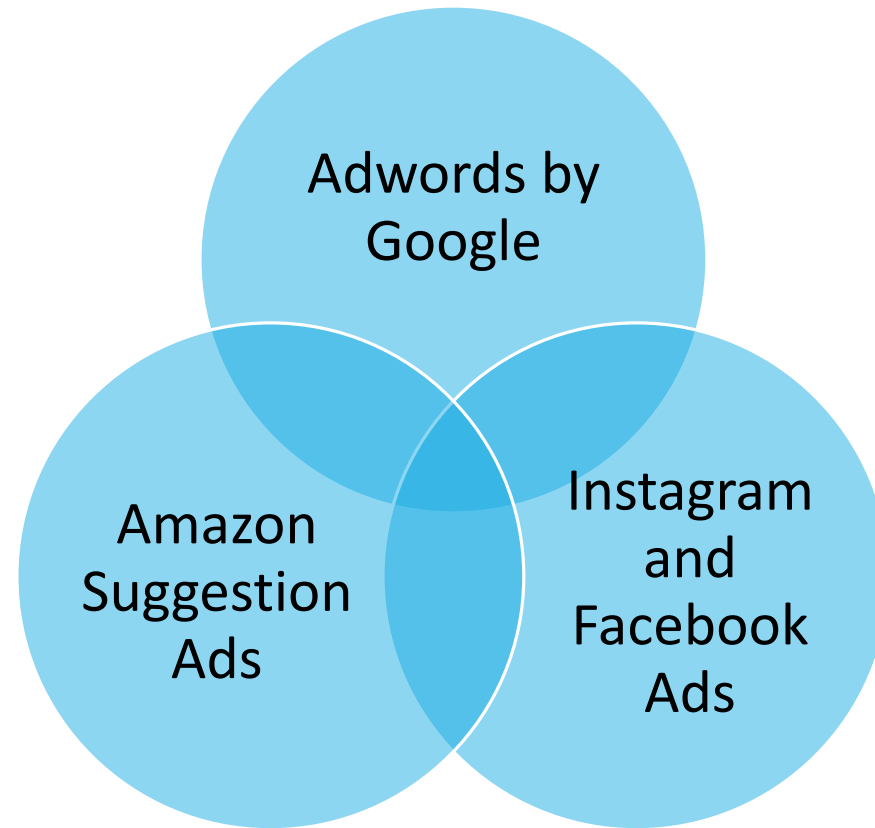 Adwords by
Google
Amazon
Suggestion
Ads
Instagram
and
Facebook
Ads